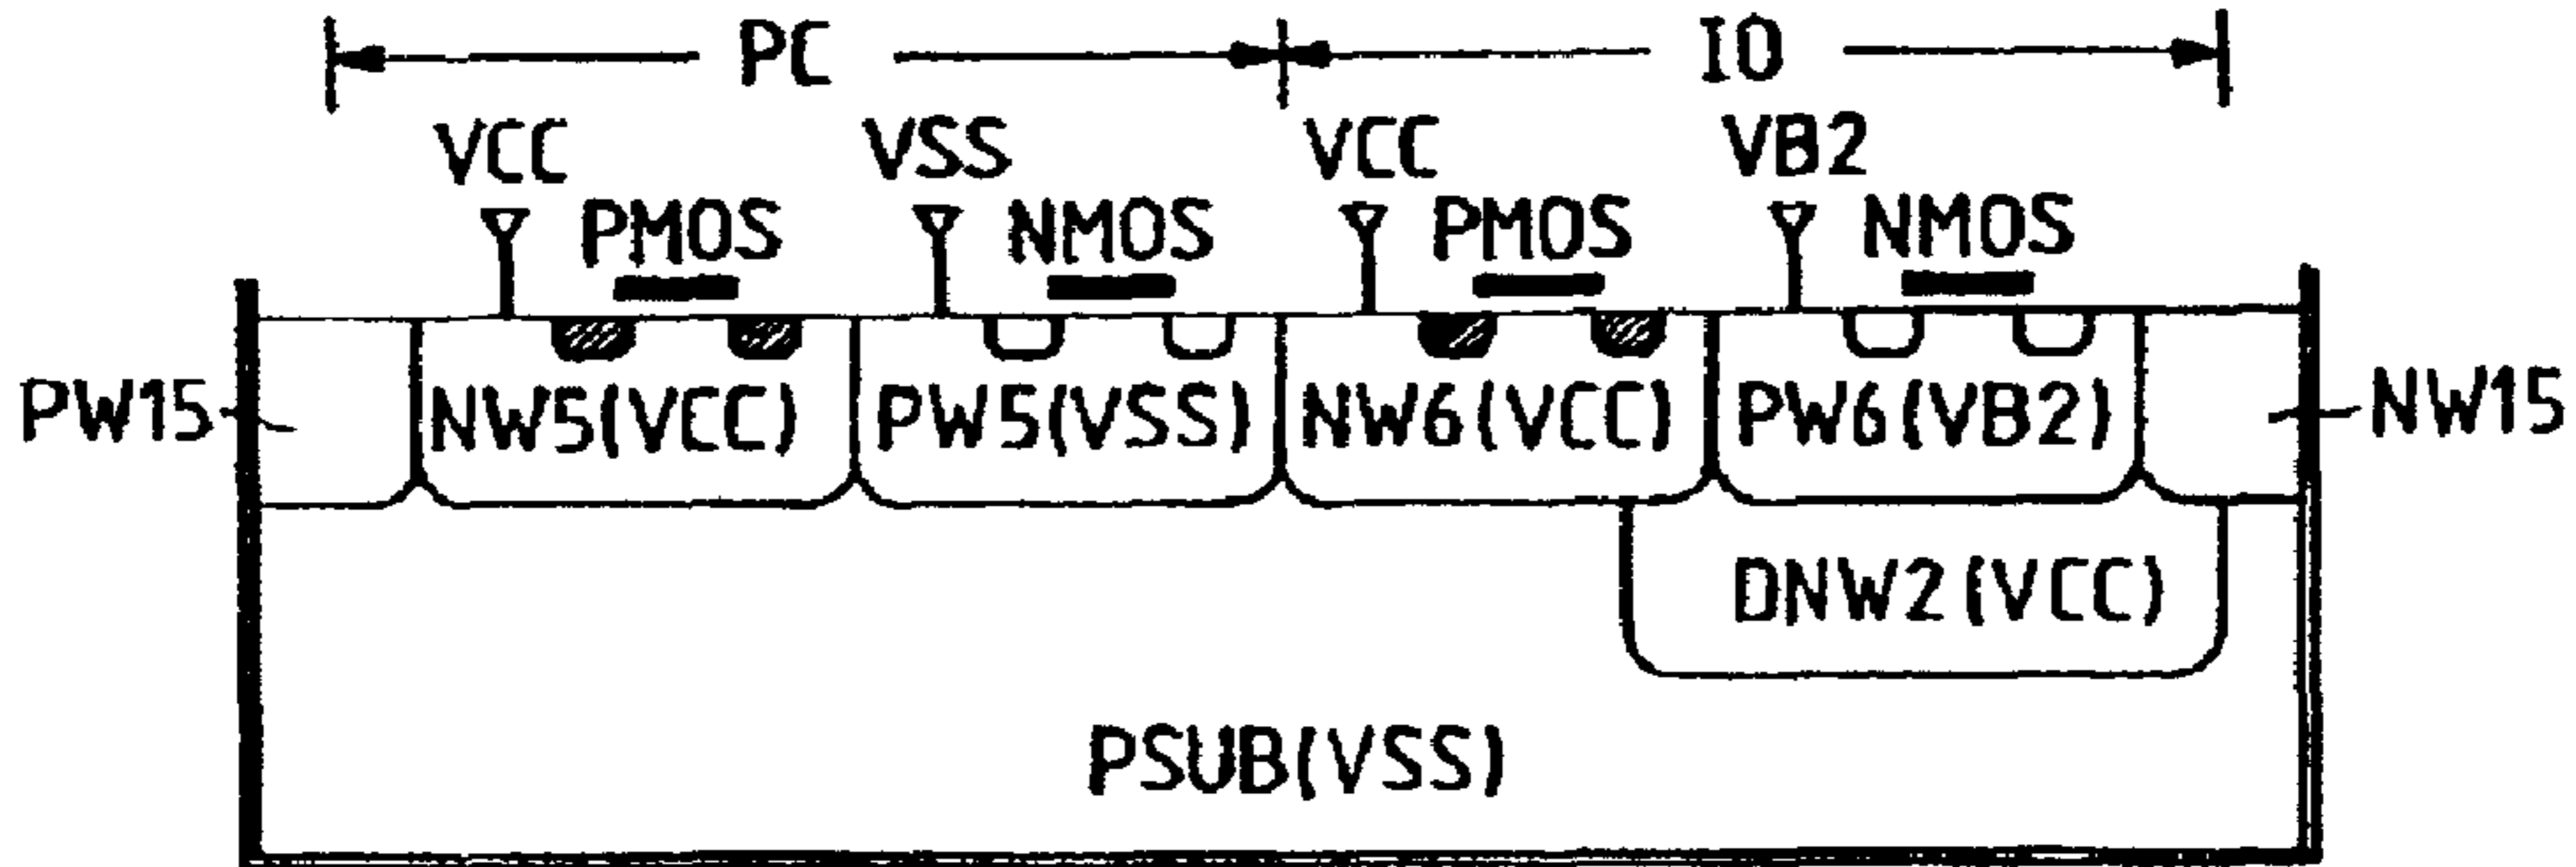 PC IO
VCC VSS VCC VB2
PMOS NMOS PMOS NMOS
PW15 NW5(VCC) PW5(VSS) NW6(VCC) PW6(VB2) NW15
DNW2(VCC)
PSUB(VSS)